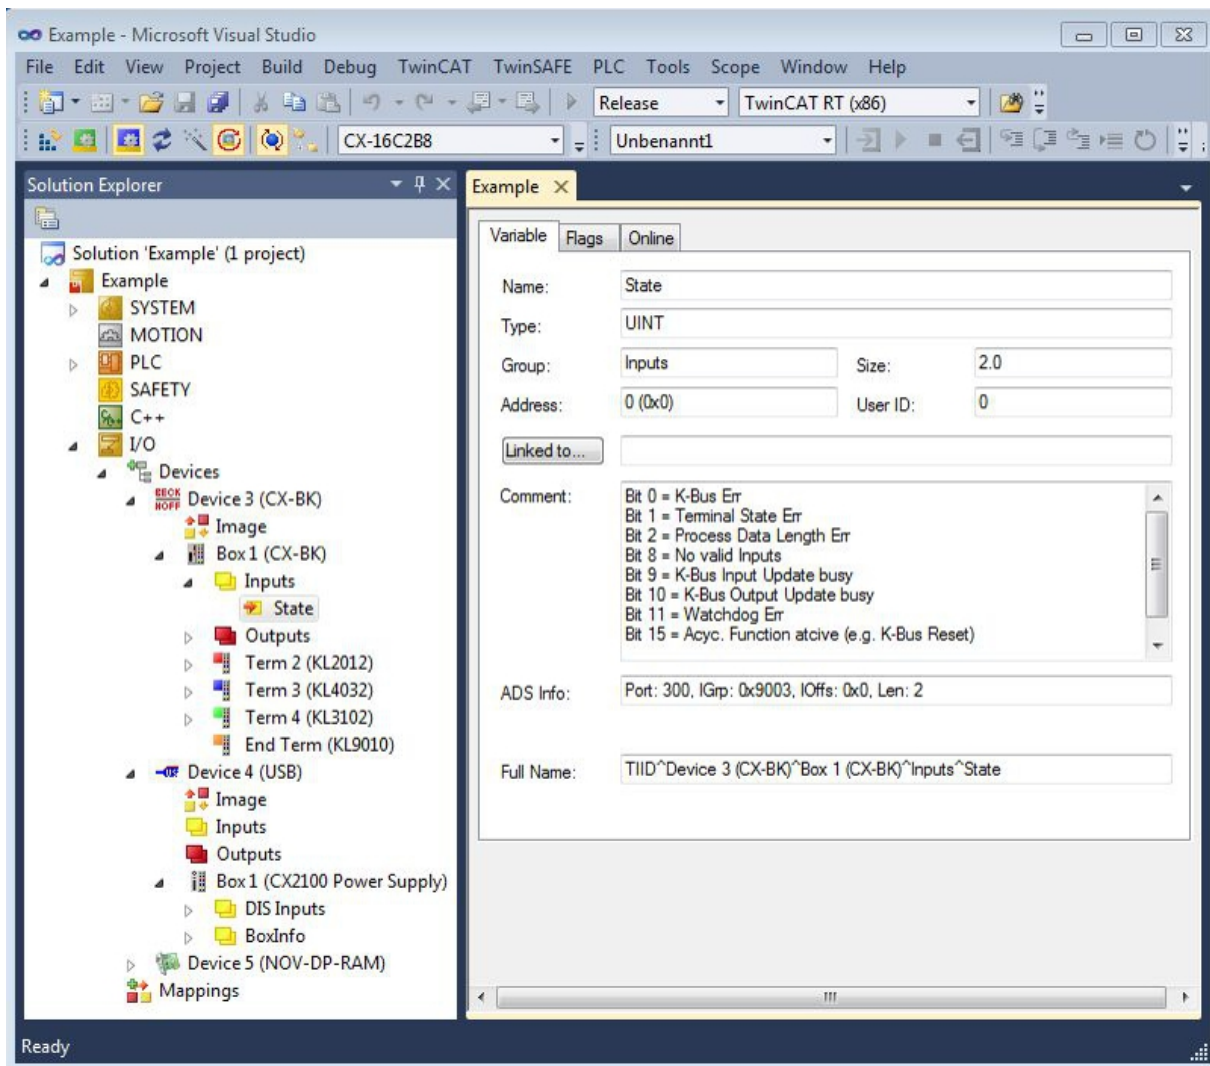 Example - Microsoft Visual Studio
File Edit View Project Build Debug TwinCAT TwinSAFE PLC Tools Scope Window Help
Release TwinCAT RT (x86)
CX-16C2B8 Unbenannt1
Solution Explorer
Solution 'Example' (1 project)
Example
SYSTEM
MOTION
PLC
SAFETY
C++
I/O
Devices
BECK
HOFF
Device 3 (CX-BK)
Image
Box 1 (CX-BK)
Inputs
State
Outputs
Term 2 (KL2012)
Term 3 (KL4032)
Term 4 (KL3102)
End Term (KL9010)
Device 4 (USB)
Image
Inputs
Outputs
Box 1 (CX2100 Power Supply)
DIS Inputs
BoxInfo
Device 5 (NOV-DP-RAM)
Mappings
Example
Variable Flags Online
Name: State
Type: UINT
Group: Inputs Size: 2.0
Address: 0 (0x0) User ID: 0
Linked to...
Comment: Bit 0 = K-Bus Err
Bit 1 = Terminal State Err
Bit 2 = Process Data Length Err
Bit 8 = No valid Inputs
Bit 9 = K-Bus Input Update busy
Bit 10 = K-Bus Output Update busy
Bit 11 = Watchdog Err
Bit 15 = Acyc. Function atcive (e.g. K-Bus Reset)
ADS Info: Port: 300, IGrp: 0x9003, IOffs: 0x0, Len: 2
Full Name: TIID^Device 3 (CX-BK)^Box 1 (CX-BK)^Inputs^State
Ready